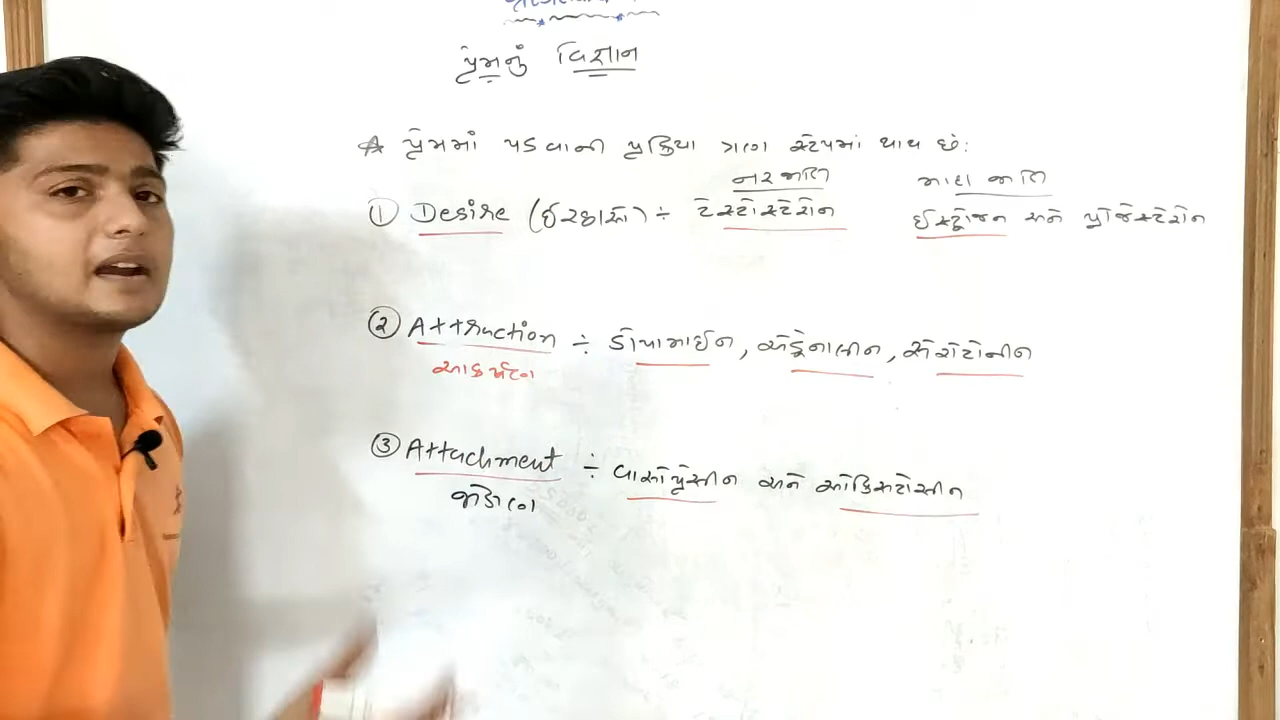 પ્રેમનું વિજ્ઞાન
પ્રેમમાં પડવાની પ્રક્રિયા ત્રણ સ્ટેપમાં થાય છે:
નર જાતિ માદા જાતિ
① Desire (ઈચ્છાઓ) ÷ ટેસ્ટોસ્ટેરોન ઈસ્ટ્રોજન અને પ્રોજેસ્ટેરોન
② Attraction ÷ ડોપામાઈન, એડ્રેનાલીન, સેરોટોનીન
આકર્ષણ
③ Attachment ÷ વાસોપ્રેસીન અને ઓક્સિટોસીન
જોડાણ